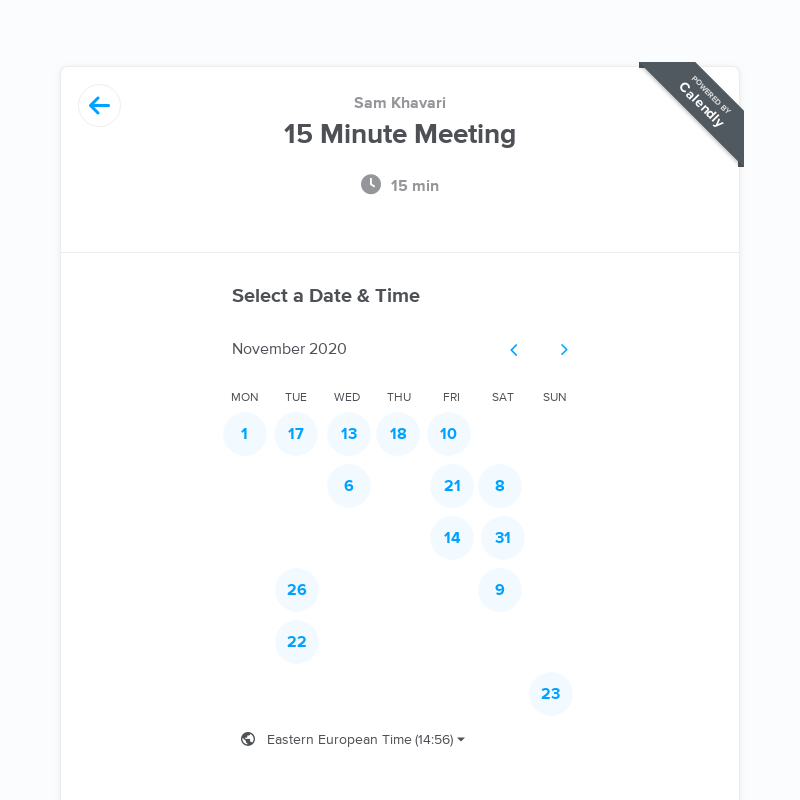 POWERED BY
Calendly
Sam Khavari
15 Minute Meeting
15 min
Select a Date & Time
November 2020
MON TUE WED THU FRI SAT SUN
1 17 13 18 10
6 21 8
14 31
26 9
22
23
Eastern European Time (14:56)